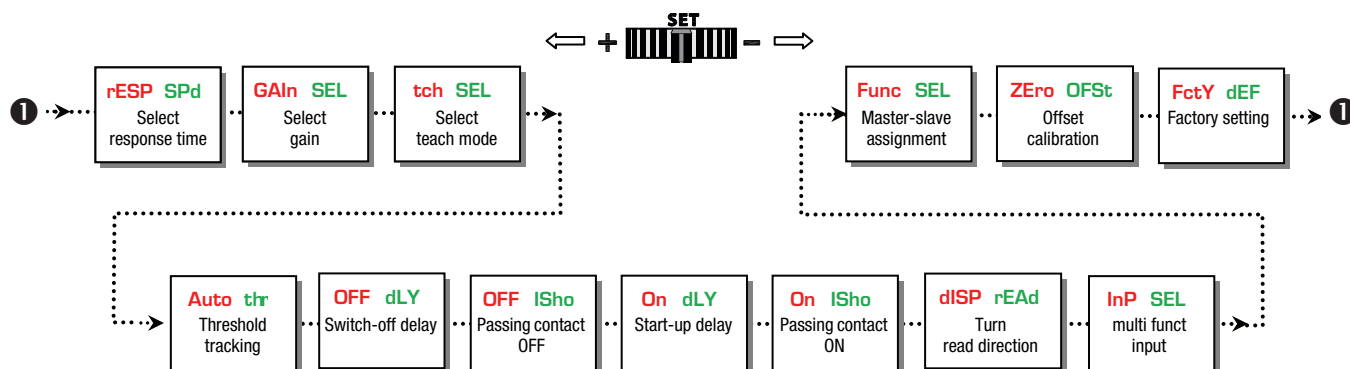 SET
+ -
❶
rESP SPd
Select
response time
GAIn SEL
Select
gain
tch SEL
Select
teach mode
Auto thr
Threshold
tracking
OFF dLY
Switch-off delay
OFF ISho
Passing contact
OFF
On dLY
Start-up delay
On ISho
Passing contact
ON
dISP rEAd
Turn
read direction
InP SEL
multi funct
input
Func SEL
Master-slave
assignment
ZEro OFSt
Offset
calibration
FctY dEF
Factory setting
❶